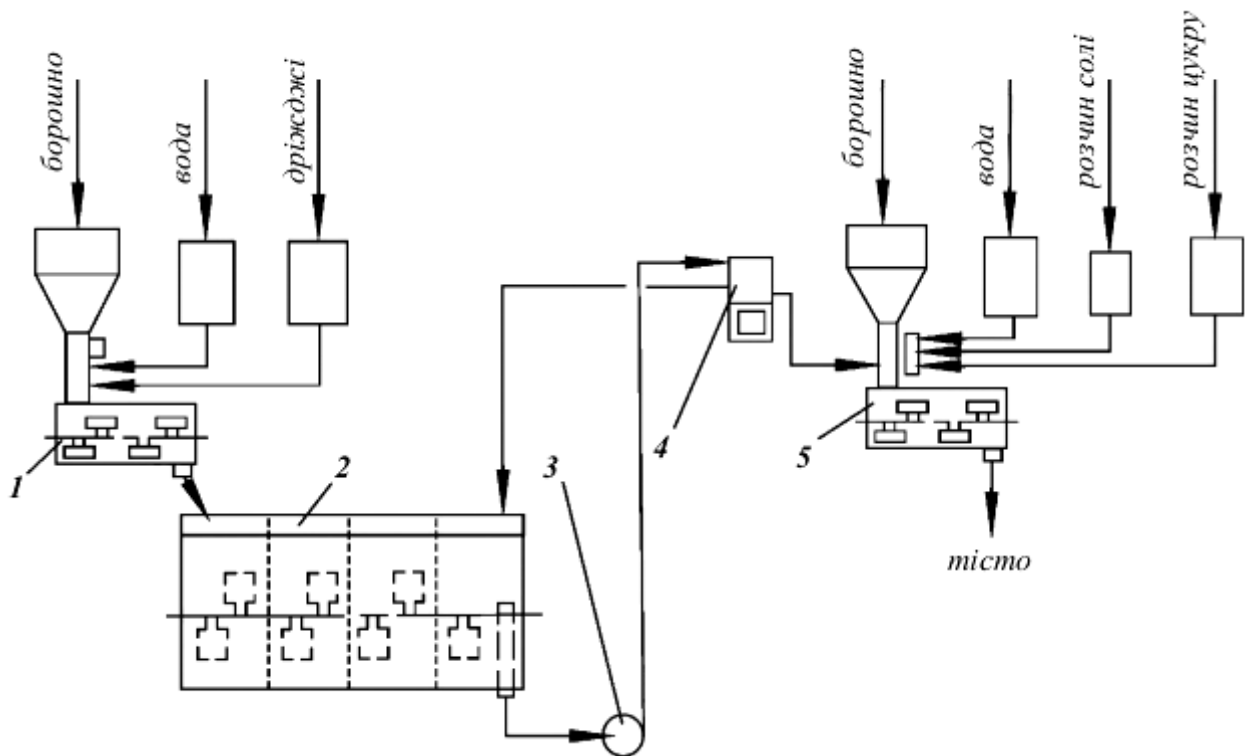 борошно
вода
дріжджі
борошно
вода
розчин солі
розчин цукру
1
2
3
4
5
тісто